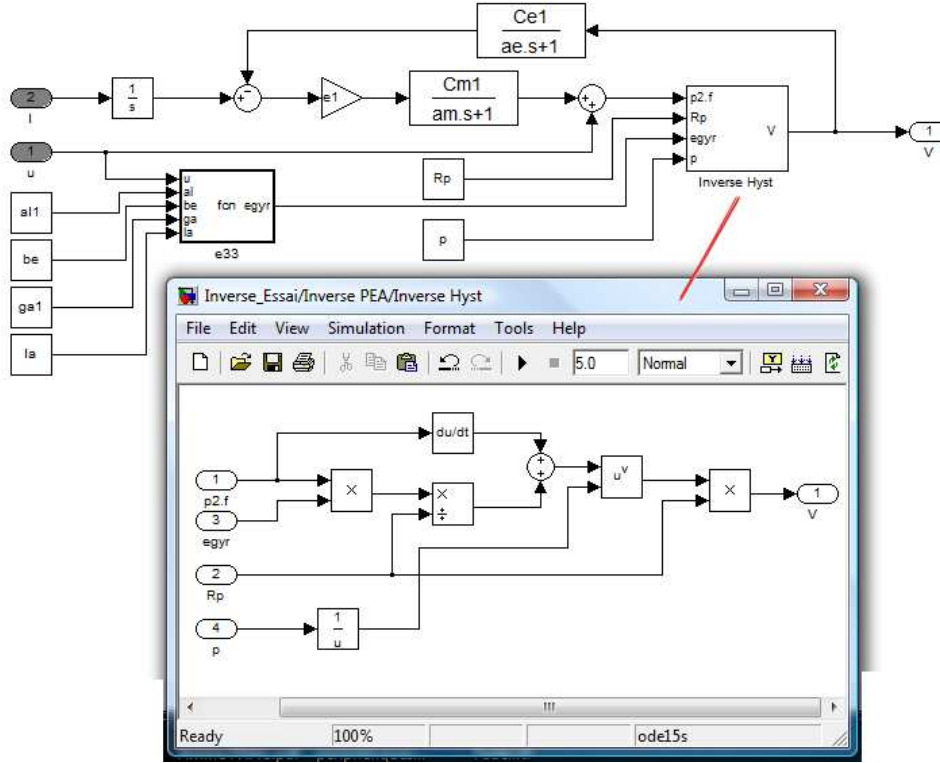 Ce1
ae.s+1
2
I
1
s
e1
Cm1
am.s+1
p2.f
Rp
egyr
p
V
Inverse Hyst
1
V
1
u
Rp
p
al1
be
ga1
la
u
al
be
ga
la
fcn
egyr
e33
Inverse_Essai/Inverse PEA/Inverse Hyst
File Edit View Simulation Format Tools Help
5.0
Normal
du/dt
1
p2.f
3
egyr
2
Rp
4
p
1
u
u^v
1
V
Ready
100%
ode15s